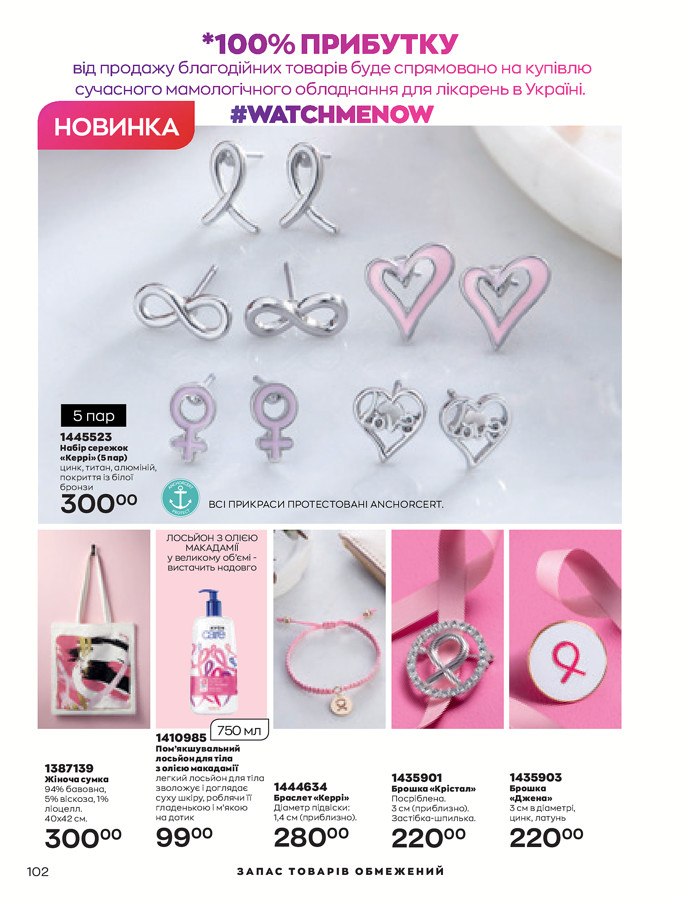 *100% ПРИБУТКУ
від продажу благодійних товарів буде спрямовано на купівлю
сучасного мамологічного обладнання для лікарень в Україні.
#WATCHMENOW
НОВИНКА
5 пар
1445523
Набір сережок
«Керрі» (5 пар)
цинк, титан, алюміній,
покриття із білої
бронзи
300⁰⁰
ANCHORCERT
PROTECT
ВСІ ПРИКРАСИ ПРОТЕСТОВАНІ ANCHORCERT.
ЛОСЬЙОН З ОЛІЄЮ
МАКАДАМІЇ
у великому об'ємі -
вистачить надовго
AVON
care
750 мл
1387139
Жіноча сумка
94% бавовна,
5% віскоза, 1%
ліоцелл.
40х42 см.
300⁰⁰
1410985
Пом'якшувальний
лосьйон для тіла
з олією макадамії
легкий лосьйон для тіла
зволожує і доглядає
суху шкіру, роблячи її
гладенькою і м'якою
на дотик
99⁰⁰
1444634
Браслет «Керрі»
Діаметр підвіски:
1,4 см (приблизно).
280⁰⁰
1435901
Брошка «Крістал»
Посріблена.
3 см (приблизно).
Застібка-шпилька.
220⁰⁰
1435903
Брошка
«Джена»
3 см в діаметрі,
цинк, латунь
220⁰⁰
102
ЗАПАС ТОВАРІВ ОБМЕЖЕНИЙ